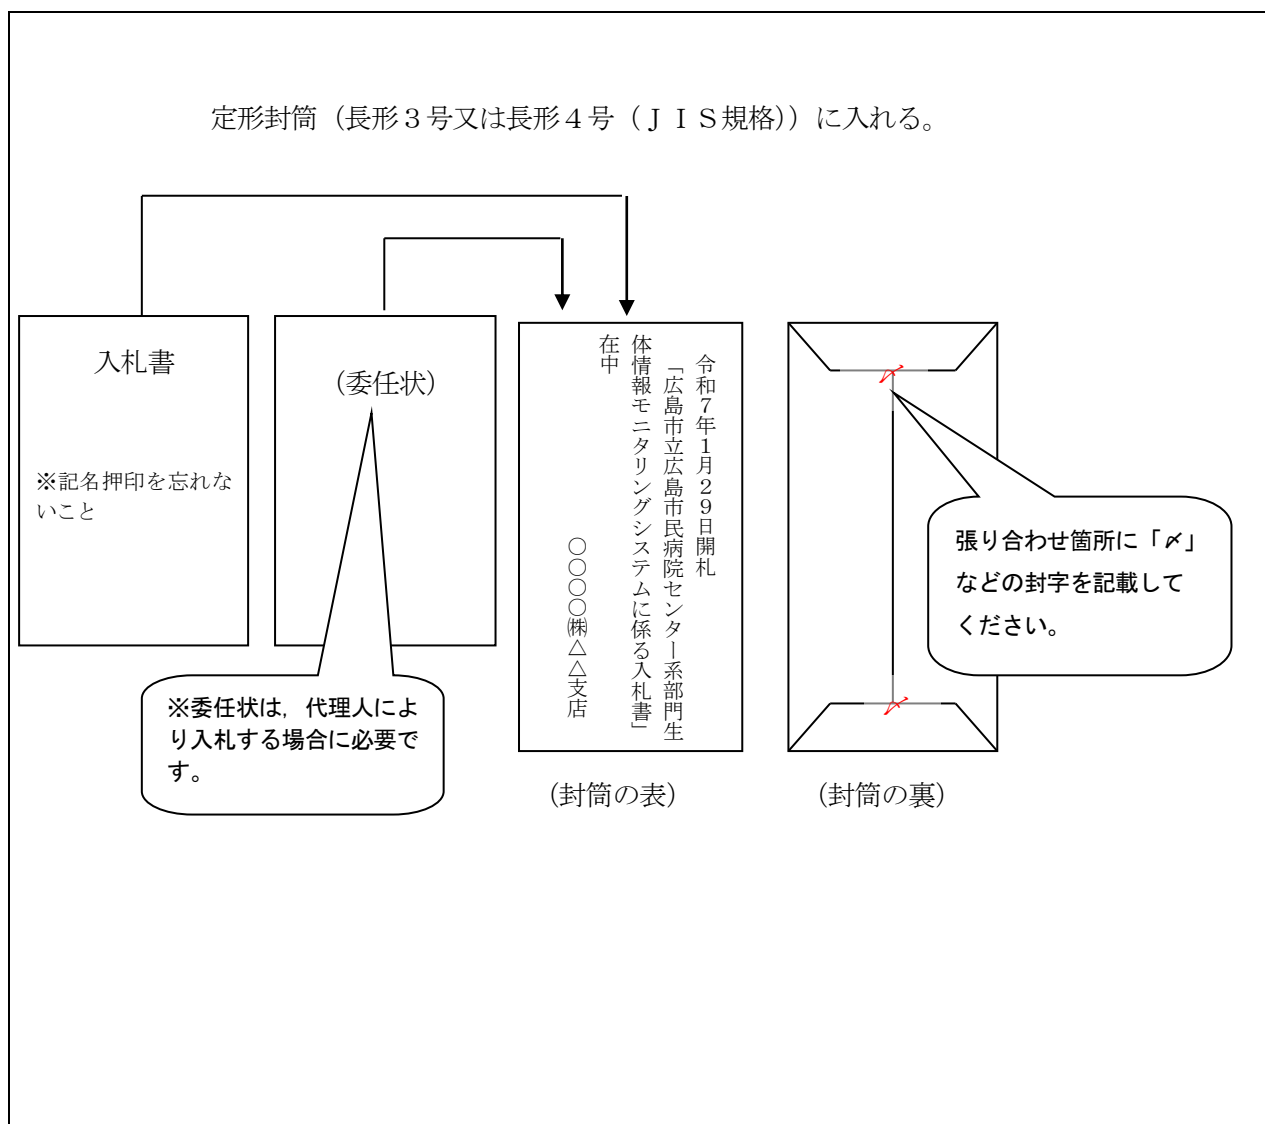 定形封筒（長形３号又は長形４号（ＪＩＳ規格））に入れる。
入札書
※記名押印を忘れな
いこと
（委任状）
※委任状は，代理人によ
り入札する場合に必要で
す。
令和７年１月２９日開札
「広島市立広島市民病院センター系部門生
体情報モニタリングシステムに係る入札書」
在中
○○○○㈱△△支店
（封筒の表）
〆
〆
張り合わせ箇所に「〆」
などの封字を記載して
ください。
（封筒の裏）